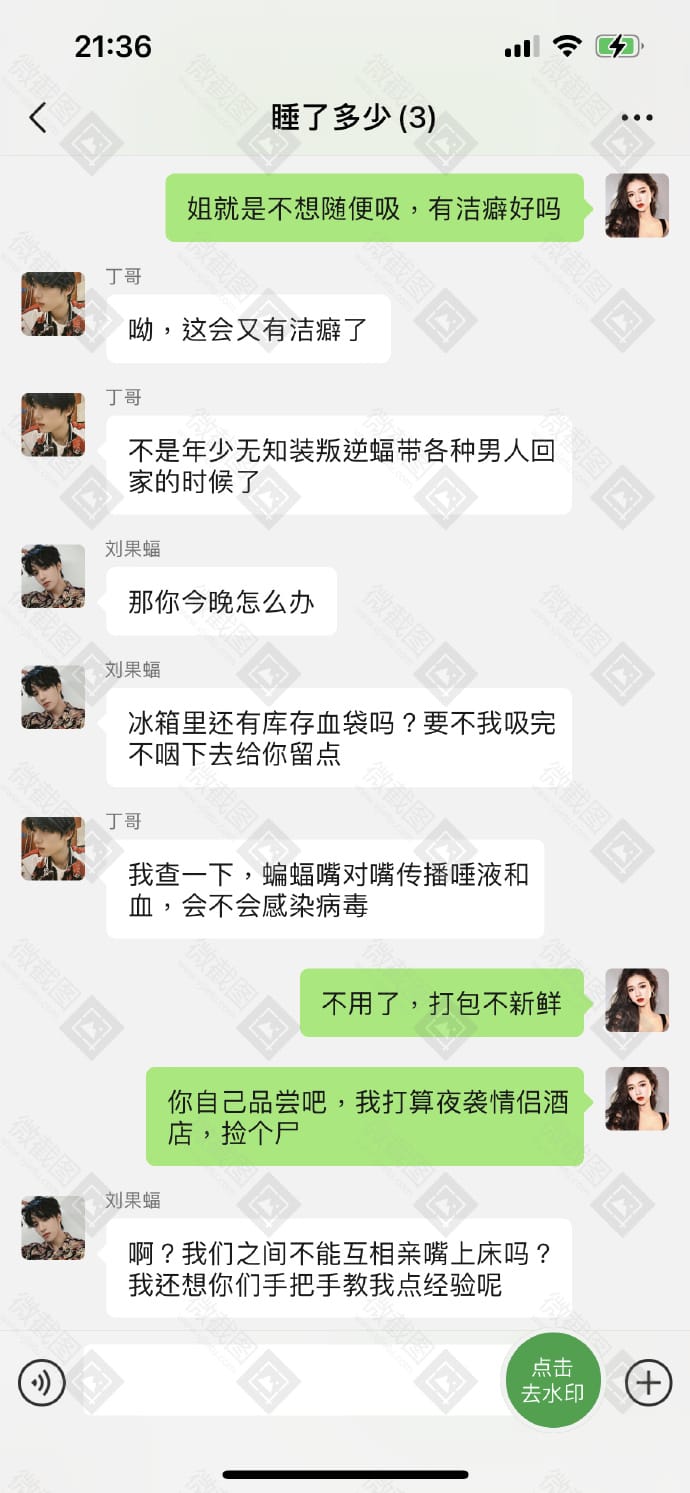 21:36
睡了多少(3)
姐就是不想随便吸，有洁癖好吗
丁哥
呦，这会又有洁癖了
丁哥
不是年少无知装叛逆蝠带各种男人回
家的时候了
刘果蝠
那你今晚怎么办
刘果蝠
冰箱里还有库存血袋吗？要不我吸完
不咽下去给你留点
丁哥
我查一下，蝙蝠嘴对嘴传播唾液和
血，会不会感染病毒
不用了，打包不新鲜
你自己品尝吧，我打算夜袭情侣酒
店，捡个尸
刘果蝠
啊？我们之间不能互相亲嘴上床吗？
我还想你们手把手教我点经验呢
点击
去水印
微截图